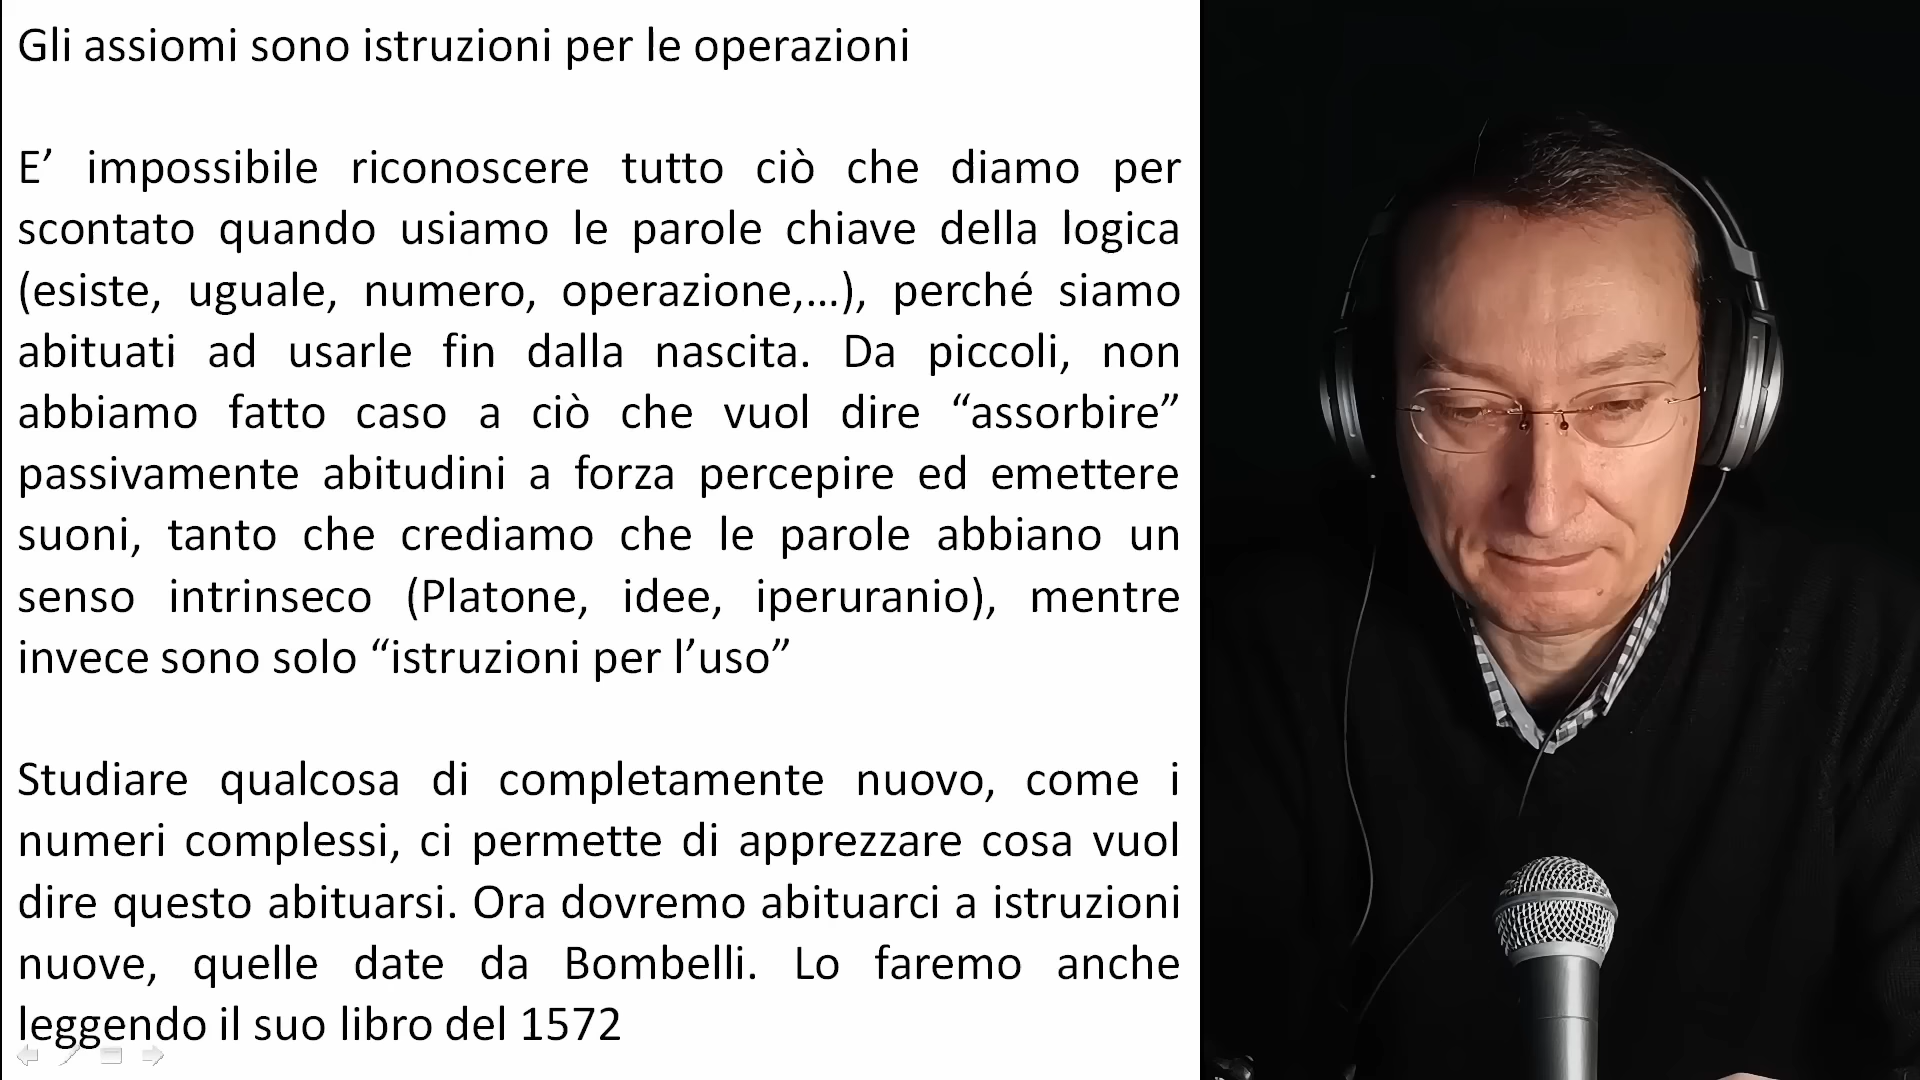 Gli assiomi sono istruzioni per le operazioni
E’ impossibile riconoscere tutto ciò che diamo per
scontato quando usiamo le parole chiave della logica
(esiste, uguale, numero, operazione,…), perché siamo
abituati ad usarle fin dalla nascita. Da piccoli, non
abbiamo fatto caso a ciò che vuol dire “assorbire”
passivamente abitudini a forza percepire ed emettere
suoni, tanto che crediamo che le parole abbiano un
senso intrinseco (Platone, idee, iperuranio), mentre
invece sono solo “istruzioni per l’uso”
Studiare qualcosa di completamente nuovo, come i
numeri complessi, ci permette di apprezzare cosa vuol
dire questo abituarsi. Ora dovremo abituarci a istruzioni
nuove, quelle date da Bombelli. Lo faremo anche
leggendo il suo libro del 1572